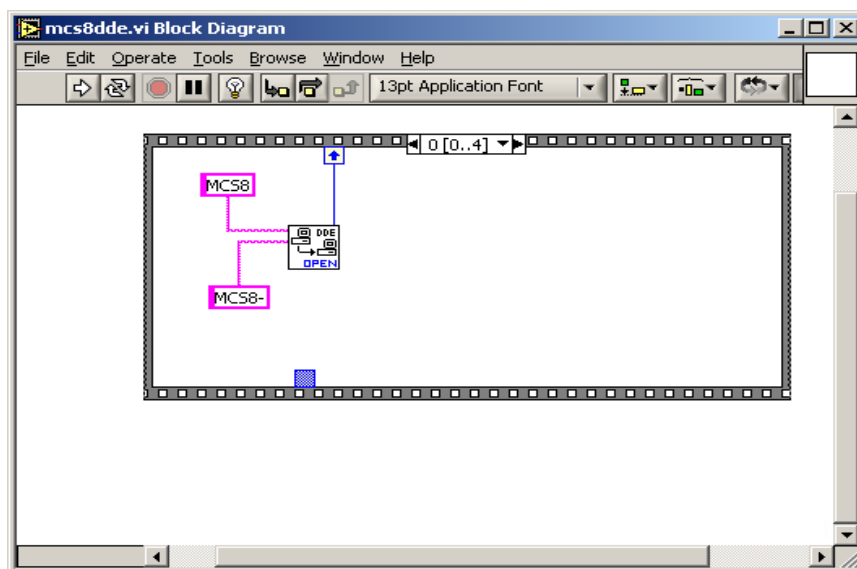 mcs8dde.vi Block Diagram
File Edit Operate Tools Browse Window Help
13pt Application Font
0 [0..4]
MCS8
DDE
OPEN
MCS8-